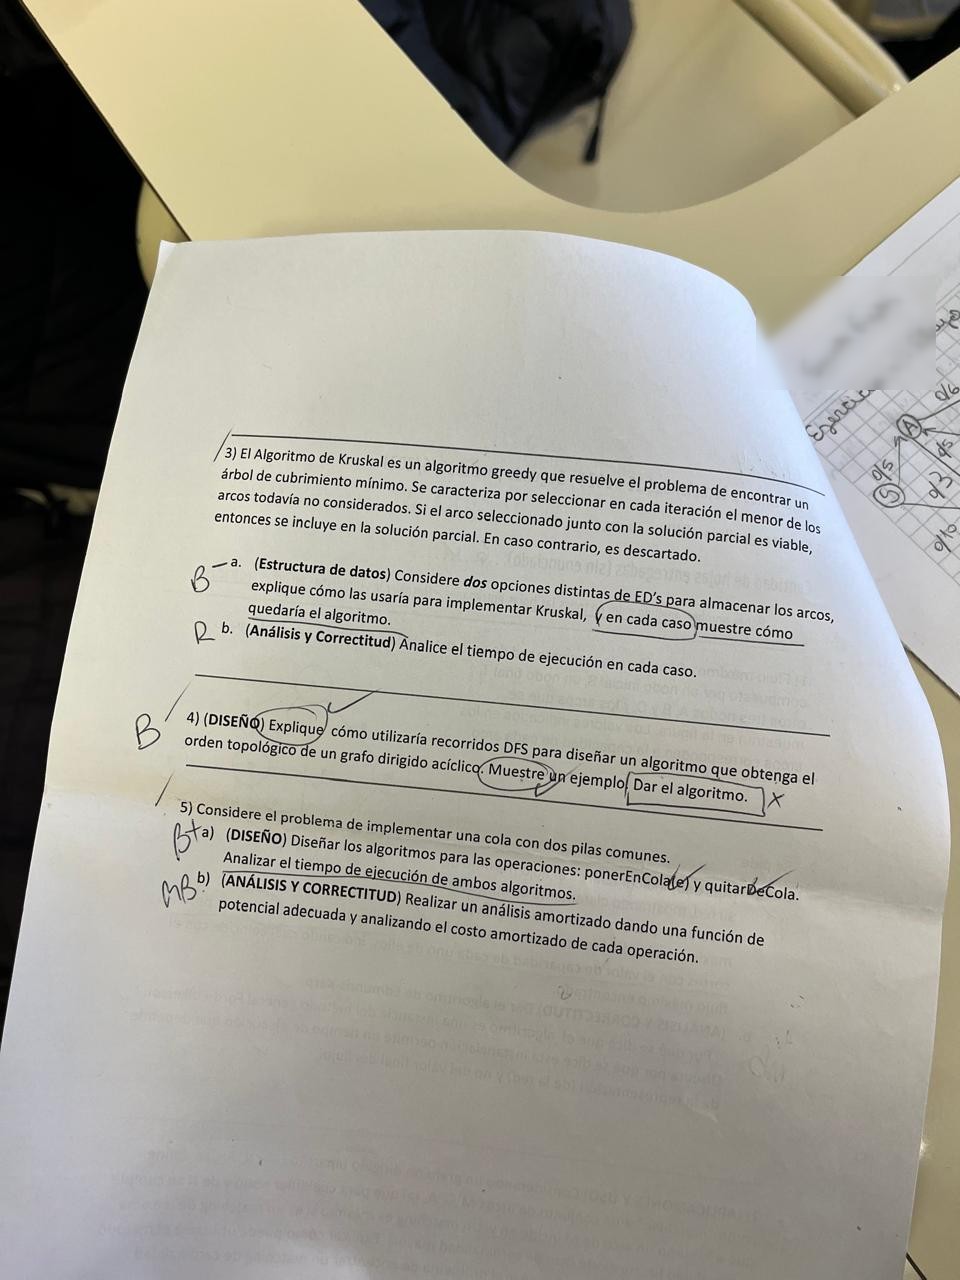 3) El Algoritmo de Kruskal es un algoritmo greedy que resuelve el problema de encontrar un
árbol de cubrimiento mínimo. Se caracteriza por seleccionar en cada iteración el menor de los
arcos todavía no considerados. Si el arco seleccionado junto con la solución parcial es viable,
entonces se incluye en la solución parcial. En caso contrario, es descartado.
B
a. (Estructura de datos) Considere dos opciones distintas de ED's para almacenar los arcos,
explique cómo las usaría para implementar Kruskal, y en cada caso muestre cómo
quedaría el algoritmo.
R
b. (Análisis y Correctitud) Analice el tiempo de ejecución en cada caso.
B
4) (DISEÑO) Explique cómo utilizaría recorridos DFS para diseñar un algoritmo que obtenga el
orden topológico de un grafo dirigido acíclico. Muestre un ejemplo. Dar el algoritmo. X
5) Considere el problema de implementar una cola con dos pilas comunes.
B+
a) (DISEÑO) Diseñar los algoritmos para las operaciones: ponerEnCola(e) y quitarDeCola.
Analizar el tiempo de ejecución de ambos algoritmos.
MB
b) (ANÁLISIS Y CORRECTITUD) Realizar un análisis amortizado dando una función de
potencial adecuada y analizando el costo amortizado de cada operación.
A
S
0/5
0/3
0/6
0/10